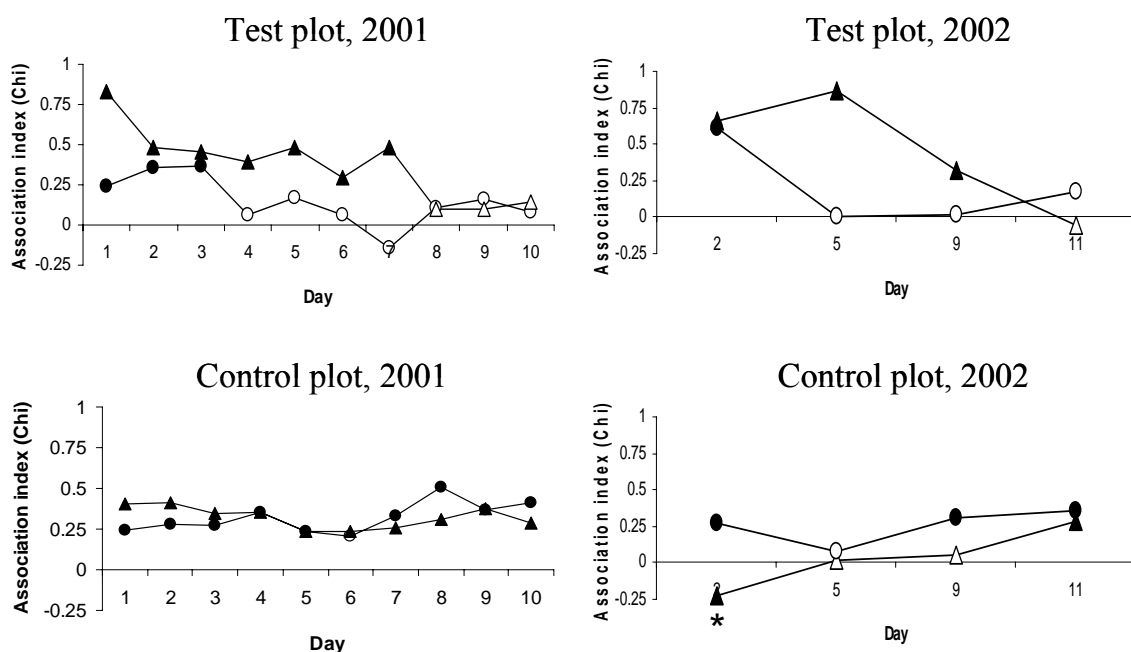 Test plot, 2001
Association index (Chi)
1
0.75
0.5
0.25
0
-0.25
1 2 3 4 5 6 7 8 9 10
Day
Test plot, 2002
Association index (Chi)
1
0.75
0.5
0.25
0
-0.25
2 5 9 11
Day
Control plot, 2001
Association index (Chi)
1
0.75
0.5
0.25
0
-0.25
1 2 3 4 5 6 7 8 9 10
Day
Control plot, 2002
Association index (Chi)
1
0.75
0.5
0.25
0
-0.25
5 9 11
*
Day